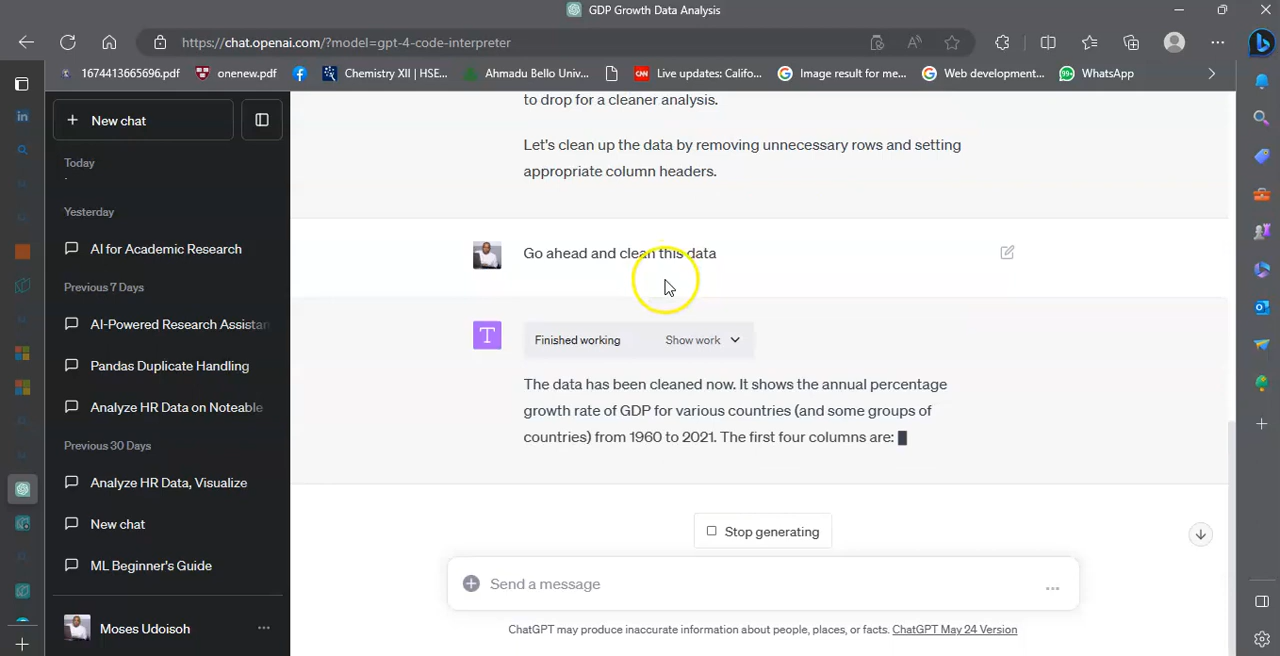 GDP Growth Data Analysis
https://chat.openai.com/?model=gpt-4-code-interpreter
1674413665696.pdf
orenew.pdf
Chemistry XII | HSE...
Ahmadu Bello Univ...
CNN
Live updates: Califo...
Image result for me...
Web development...
99+
WhatsApp
New chat
Today
Yesterday
AI for Academic Research
Previous 7 Days
AI-Powered Research Assistan
Pandas Duplicate Handling
Analyze HR Data on Noteable
Previous 30 Days
Analyze HR Data, Visualize
New chat
ML Beginner's Guide
Moses Udoisoh
to drop for a cleaner analysis.
Let's clean up the data by removing unnecessary rows and setting
appropriate column headers.
Go ahead and clean this data
T
Finished working
Show work
The data has been cleaned now. It shows the annual percentage
growth rate of GDP for various countries (and some groups of
countries) from 1960 to 2021. The first four columns are:
Stop generating
Send a message
ChatGPT may produce inaccurate information about people, places, or facts. ChatGPT May 24 Version